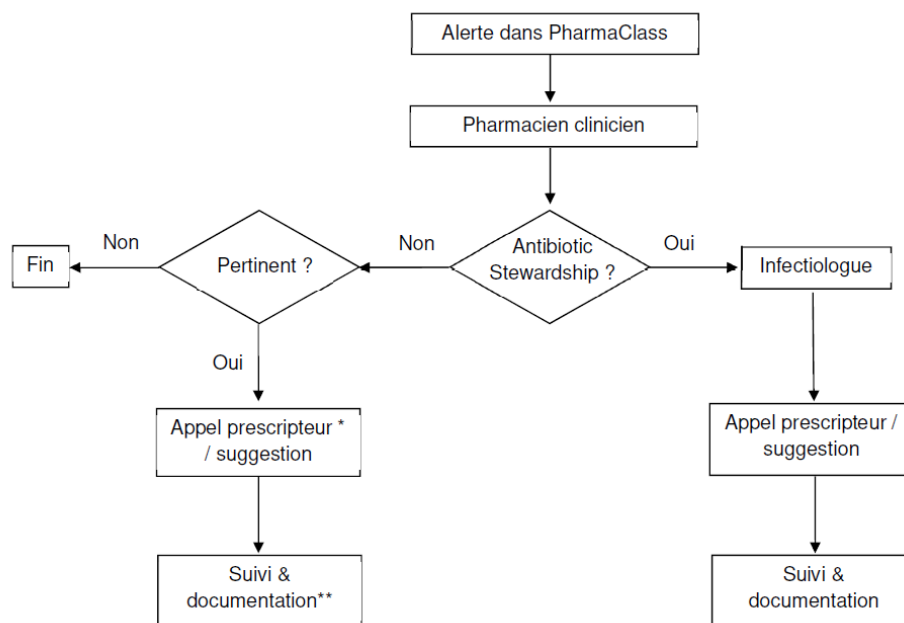 Alerte dans PharmaClass
Pharmacien clinicien
Non
Non
Antibiotic
Stewardship ?
Oui
Fin
Pertinent ?
Infectiologue
Oui
Appel prescripteur *
/ suggestion
Appel prescripteur /
suggestion
Suivi &
documentation**
Suivi &
documentation